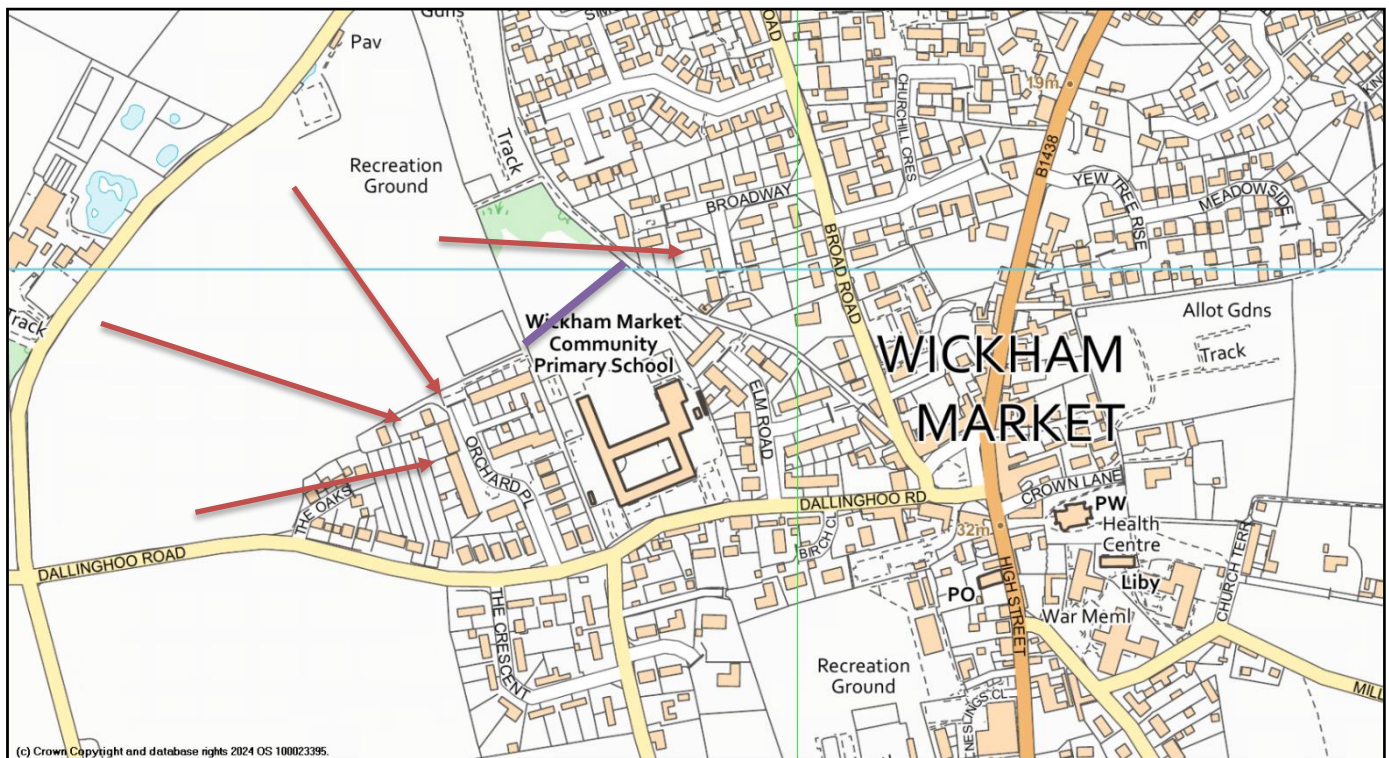 Gdns
Pav
Track
Recreation
Ground
ROAD
CHURCHILL CRES
19m
B1438
BROADWAY
YEW TREE RISE
MEADOWSIDE
BROAD ROAD
Track
Allot Gdns
Track
Wickham Market
Community
Primary School
WICKHAM
MARKET
ELM ROAD
ORCHARD PL
THE OAKS
DALLINGHOO RD
CROWN LANE
PW
Health
Centre
32m
BIRCH CL
DALLINGHOO ROAD
THE CRESCENT
PO
HIGH STREET
Liby
CHURCH TERR
War Meml
Recreation
Ground
MILL
(c) Crown Copyright and database rights 2024 OS 100023395.